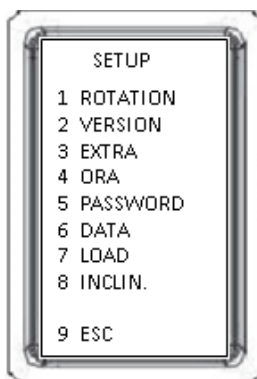 SETUP
1 ROTATION
2 VERSION
3 EXTRA
4 ORA
5 PASSWORD
6 DATA
7 LOAD
8 INCLIN.
9 ESC